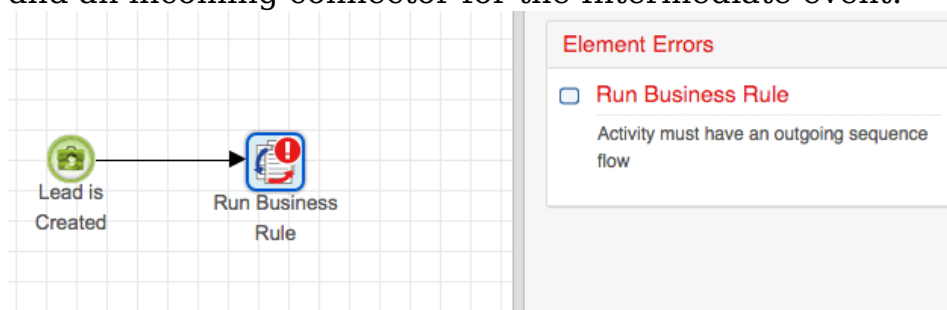 and an incoming connector for the intermediate event.
Element Errors
Run Business Rule
Activity must have an outgoing sequence
flow
Lead is
Created
Run Business
Rule